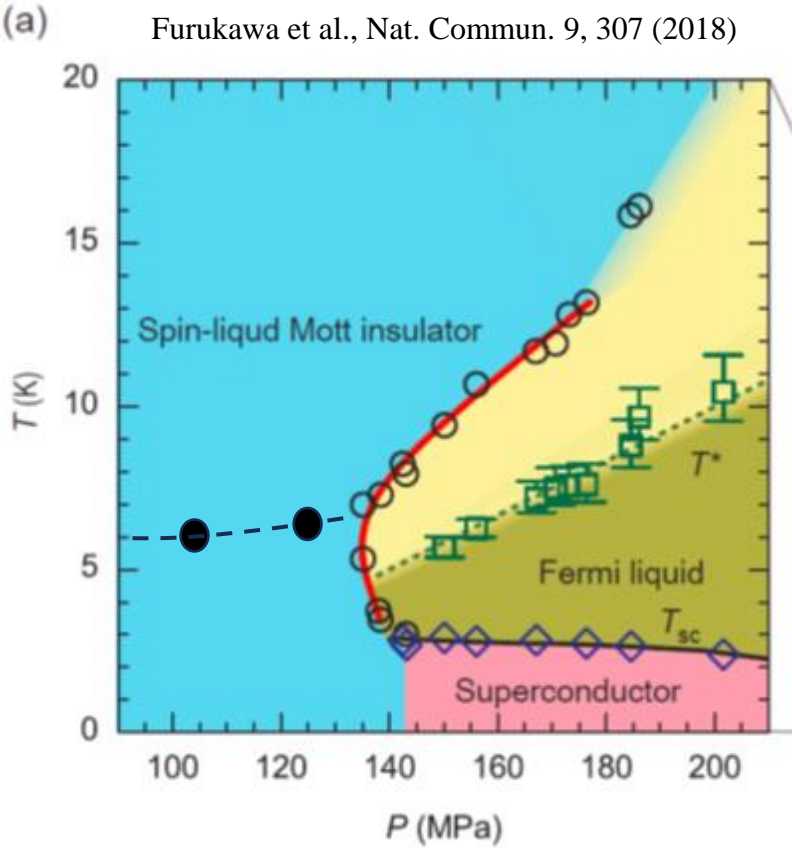 (a)
Furukawa et al., Nat. Commun. 9, 307 (2018)
20
15
10
5
0
T (K)
Spin-liqud Mott insulator
T*
Fermi liquid
Tsc
Superconductor
100 120 140 160 180 200
P (MPa)